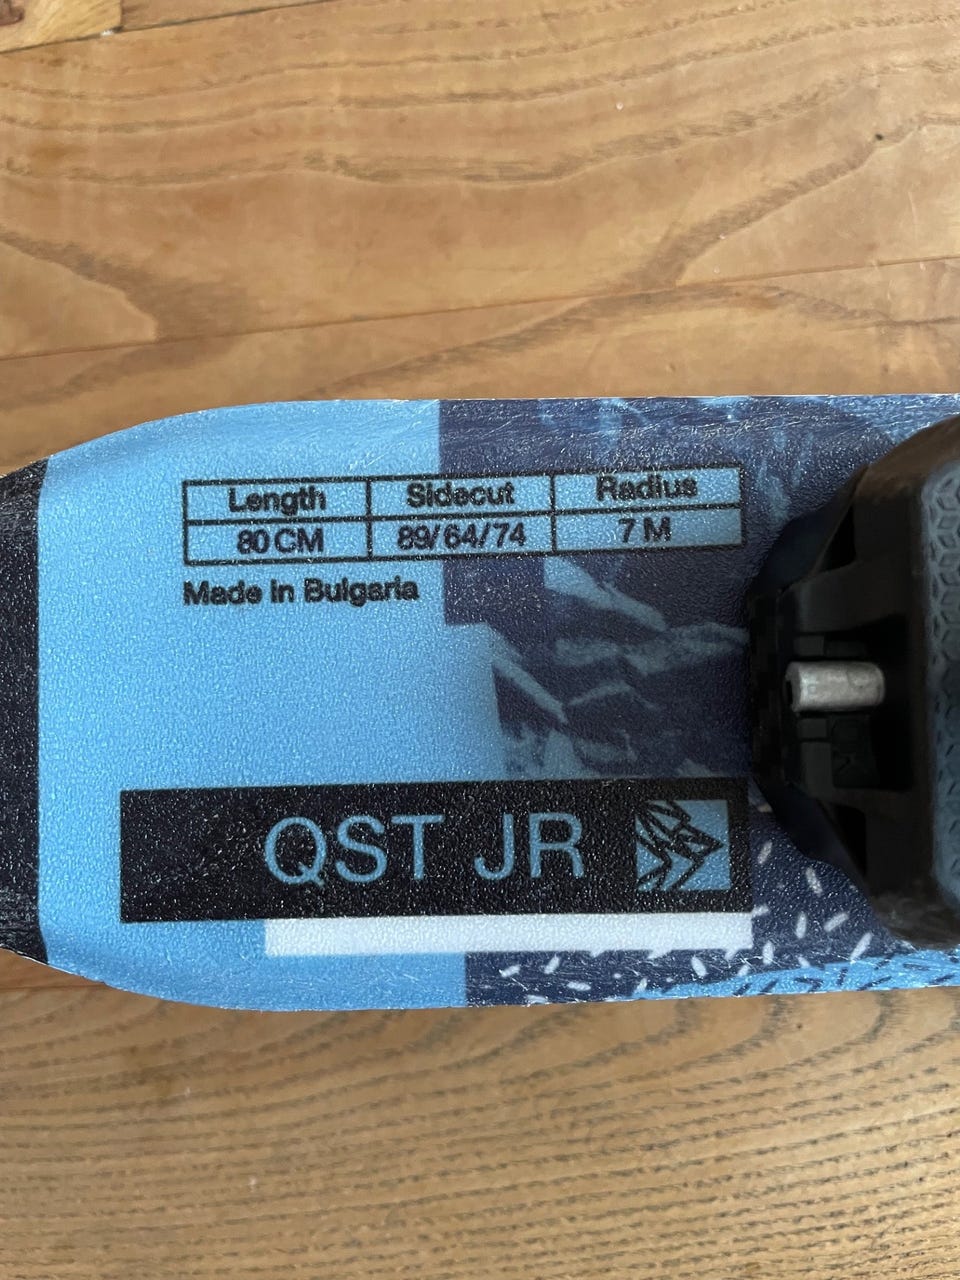 Length Sidecut Radius
80 CM 89/64/74 7 M
Made in Bulgaria
QST JR